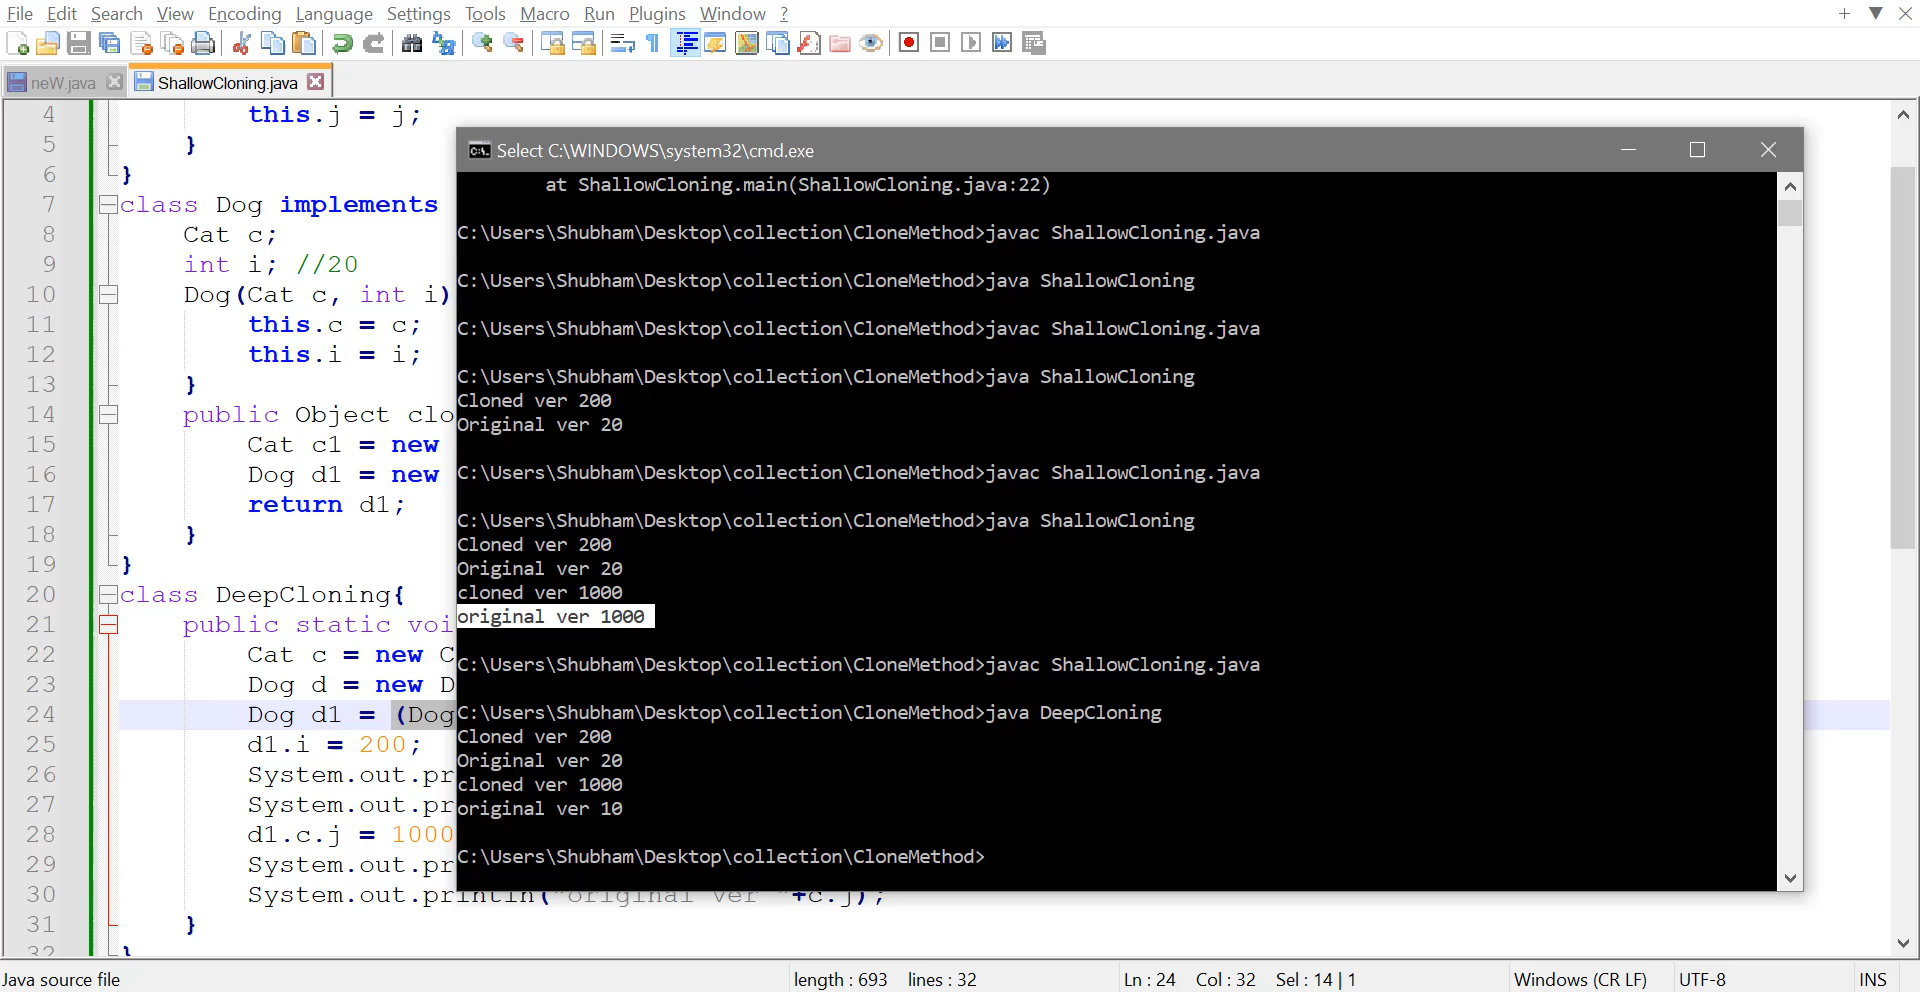 File Edit Search View Encoding Language Settings Tools Macro Run Plugins Window ?
neW.java ShallowCloning.java
4 this.j = j;
5 }
6 }
7 class Dog implements
8 Cat c;
9 int i; //20
10 Dog(Cat c, int i)
11 this.c = c;
12 this.i = i;
13 }
14 public Object clo
15 Cat c1 = new
16 Dog d1 = new
17 return d1;
18 }
19 }
20 class DeepCloning{
21 public static voi
22 Cat c = new C
23 Dog d = new D
24 Dog d1 = (Dog
25 d1.i = 200;
26 System.out.pr
27 System.out.pr
28 d1.c.j = 1000
29 System.out.pr
30 System.out.println("original ver "+c.j);
31 }
32 }
Select C:\WINDOWS\system32\cmd.exe
at ShallowCloning.main(ShallowCloning.java:22)
C:\Users\Shubham\Desktop\collection\CloneMethod>javac ShallowCloning.java
C:\Users\Shubham\Desktop\collection\CloneMethod>java ShallowCloning
C:\Users\Shubham\Desktop\collection\CloneMethod>javac ShallowCloning.java
C:\Users\Shubham\Desktop\collection\CloneMethod>java ShallowCloning
Cloned ver 200
Original ver 20
C:\Users\Shubham\Desktop\collection\CloneMethod>javac ShallowCloning.java
C:\Users\Shubham\Desktop\collection\CloneMethod>java ShallowCloning
Cloned ver 200
Original ver 20
cloned ver 1000
original ver 1000
C:\Users\Shubham\Desktop\collection\CloneMethod>javac ShallowCloning.java
C:\Users\Shubham\Desktop\collection\CloneMethod>java DeepCloning
Cloned ver 200
Original ver 20
cloned ver 1000
original ver 10
C:\Users\Shubham\Desktop\collection\CloneMethod>
Java source file length : 693 lines : 32 Ln : 24 Col : 32 Sel : 14 | 1 Windows (CR LF) UTF-8 INS